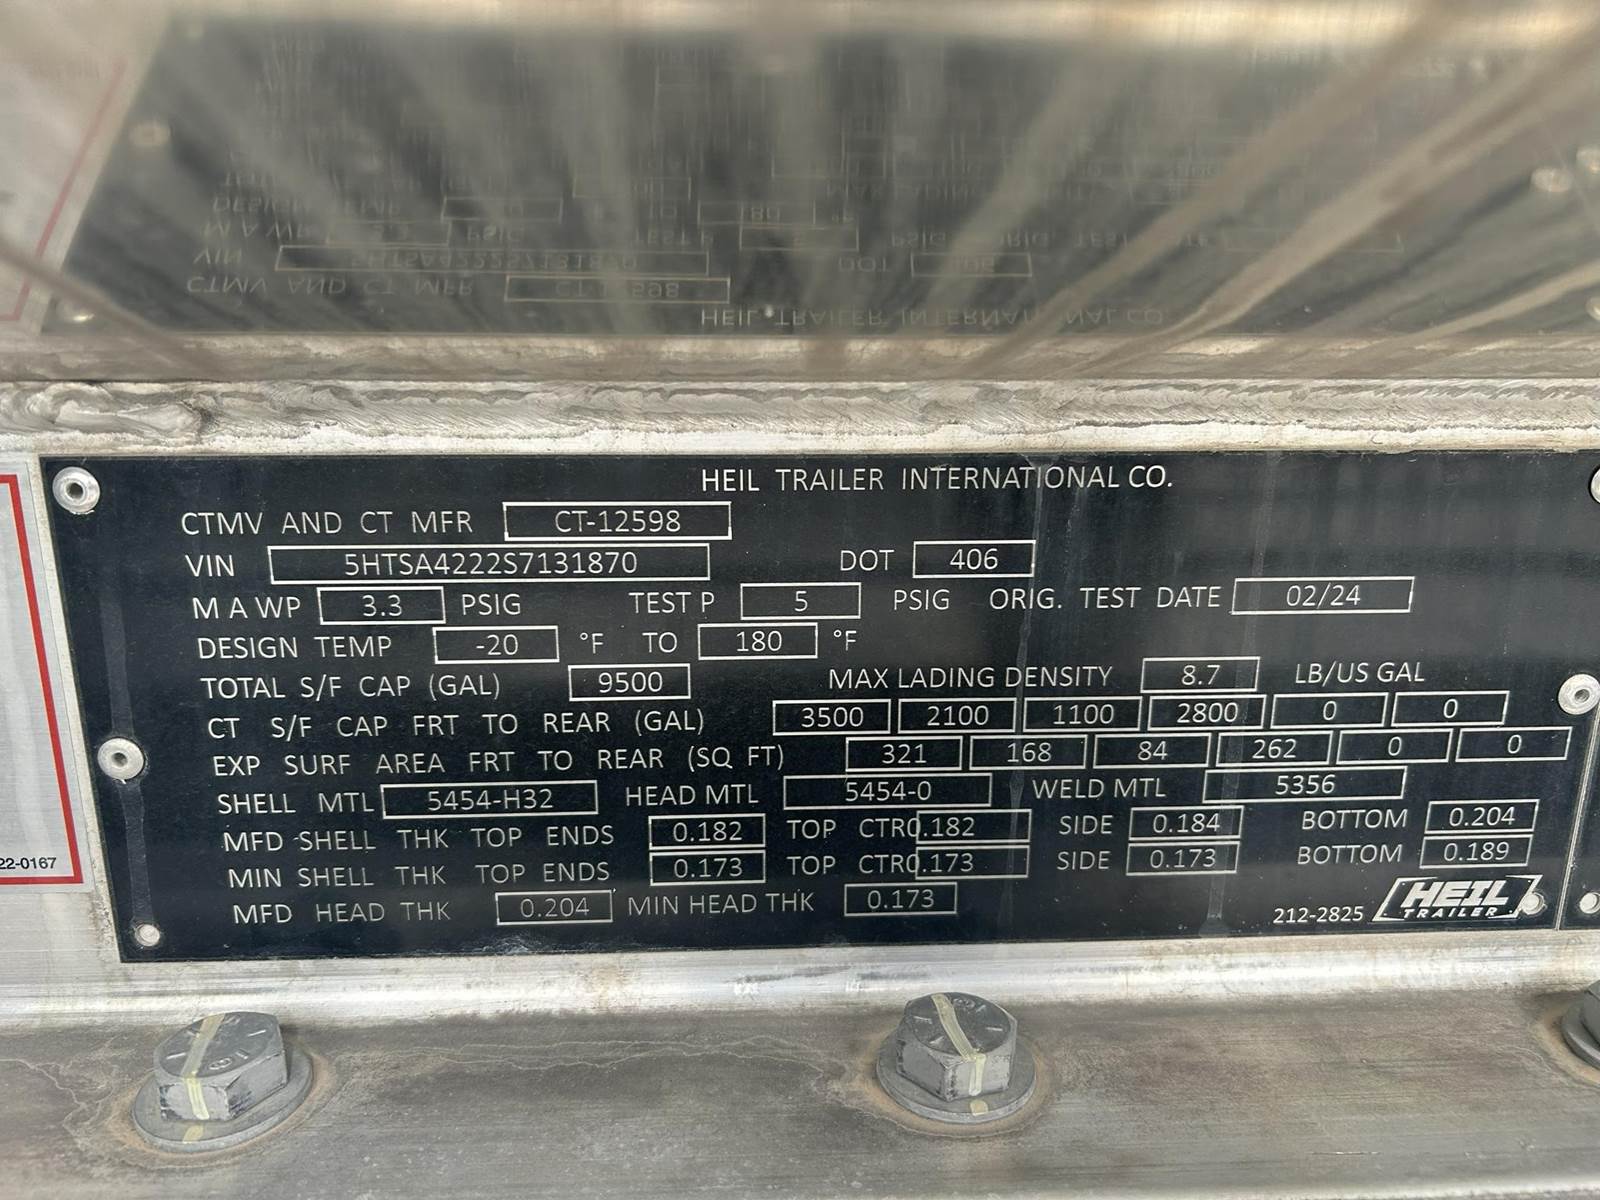 HEIL TRAILER INTERNATIONAL CO.
CTMV AND CT MFR CT-12598
VIN 5HTSA4222S7131870 DOT 406
M A WP 3.3 PSIG TEST P 5 PSIG ORIG. TEST DATE 02/24
DESIGN TEMP -20 °F TO 180 °F
TOTAL S/F CAP (GAL) 9500 MAX LADING DENSITY 8.7 LB/US GAL
CT S/F CAP FRT TO REAR (GAL) 3500 2100 1100 2800 0 0
EXP SURF AREA FRT TO REAR (SQ FT) 321 168 84 262 0 0
SHELL MTL 5454-H32 HEAD MTL 5454-0 WELD MTL 5356
MFD SHELL THK TOP ENDS 0.182 TOP CTR 0.182 SIDE 0.184 BOTTOM 0.204
MIN SHELL THK TOP ENDS 0.173 TOP CTR 0.173 SIDE 0.173 BOTTOM 0.189
MFD HEAD THK 0.204 MIN HEAD THK 0.173
212-2825 HEIL TRAILER
22-0167